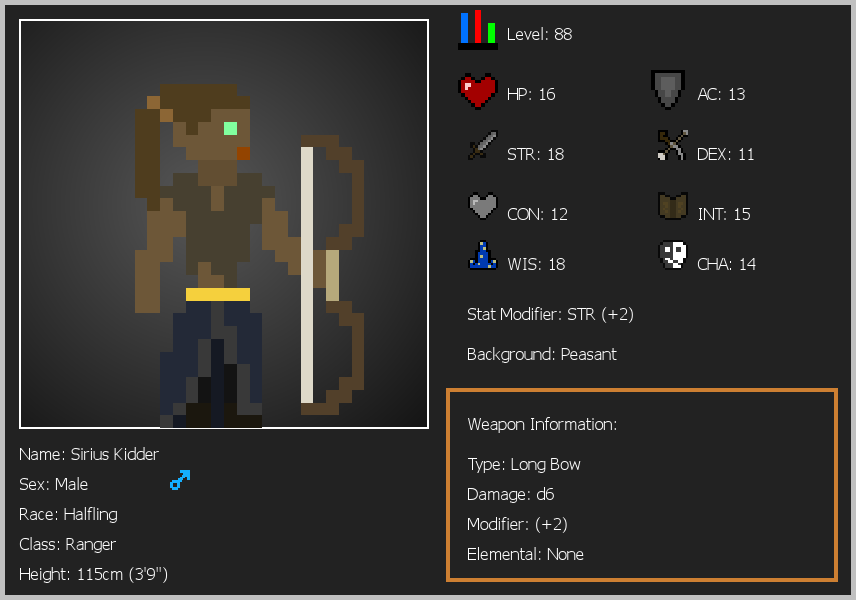 Level: 88
HP: 16
AC: 13
STR: 18
DEX: 11
CON: 12
INT: 15
WIS: 18
CHA: 14
Stat Modifier: STR (+2)
Background: Peasant
Weapon Information:
Type: Long Bow
Damage: d6
Modifier: (+2)
Elemental: None
Name: Sirius Kidder
Sex: Male
Race: Halfling
Class: Ranger
Height: 115cm (3'9")